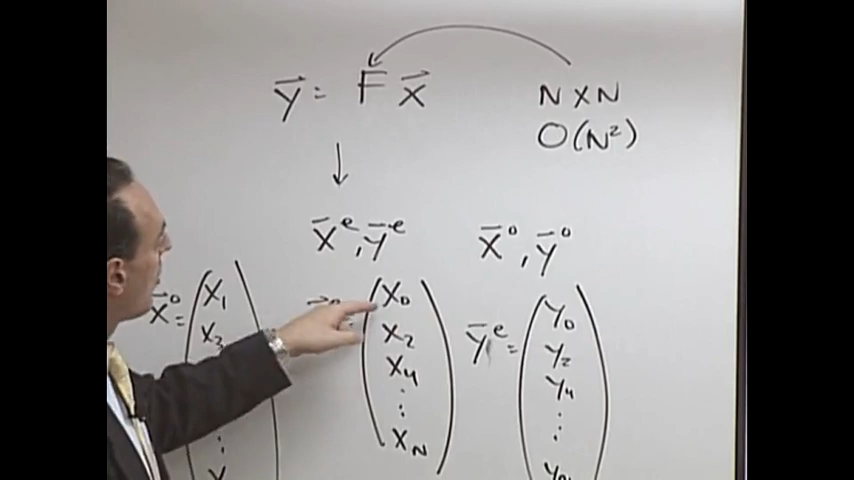 y = F x
N x N
O(N²)
x^e, y^e
x^o, y^o
x^o =
x₁
x₃
⋮
x
x₀
x₂
x₄
⋮
x_N
y^e =
y₀
y₂
y₄
⋮